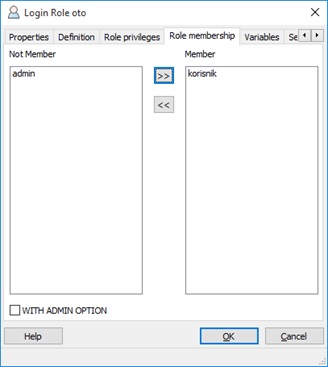 Login Role oto
Properties Definition Role privileges Role membership Variables Se
Not Member Member
admin >> korisnik
<<
WITH ADMIN OPTION
Help OK Cancel